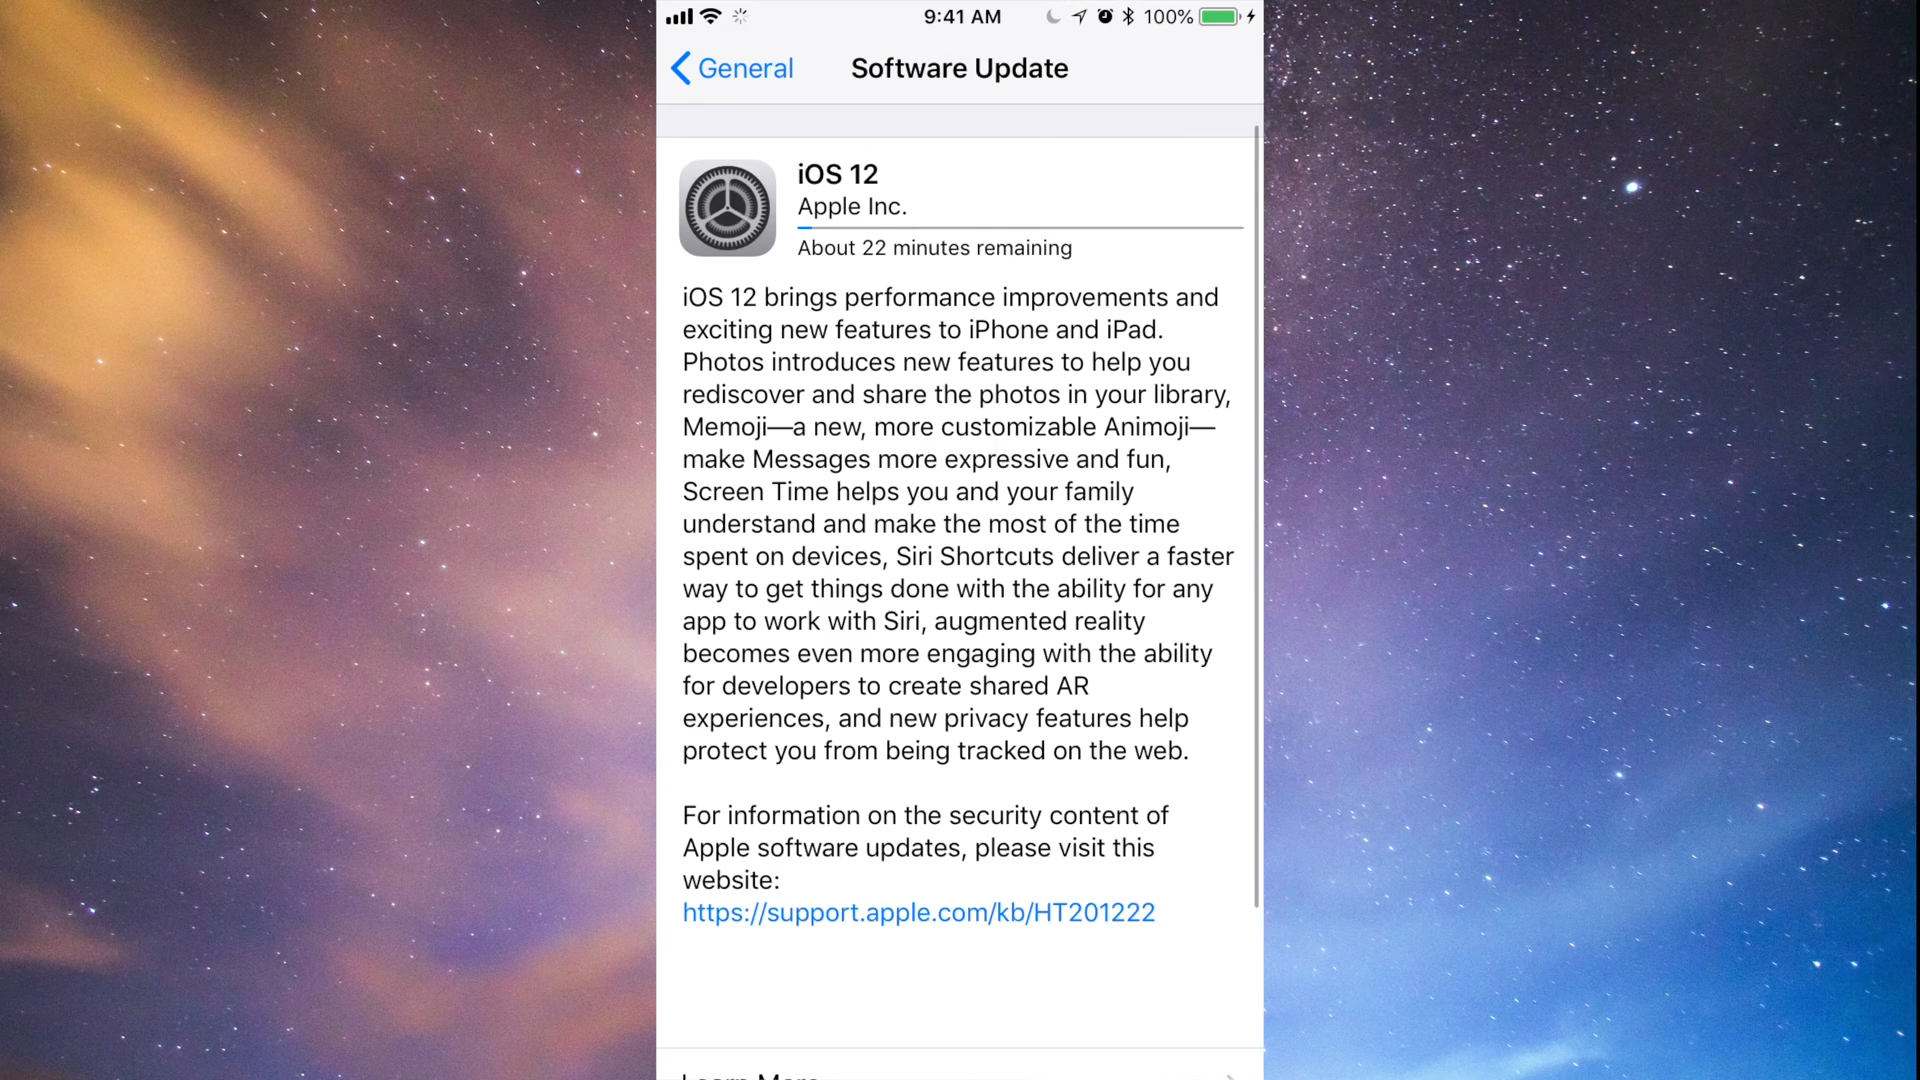 9:41 AM 100%
General Software Update
iOS 12
Apple Inc.
About 22 minutes remaining
iOS 12 brings performance improvements and
exciting new features to iPhone and iPad.
Photos introduces new features to help you
rediscover and share the photos in your library,
Memoji—a new, more customizable Animoji—
make Messages more expressive and fun,
Screen Time helps you and your family
understand and make the most of the time
spent on devices, Siri Shortcuts deliver a faster
way to get things done with the ability for any
app to work with Siri, augmented reality
becomes even more engaging with the ability
for developers to create shared AR
experiences, and new privacy features help
protect you from being tracked on the web.
For information on the security content of
Apple software updates, please visit this
website:
https://support.apple.com/kb/HT201222
Learn More